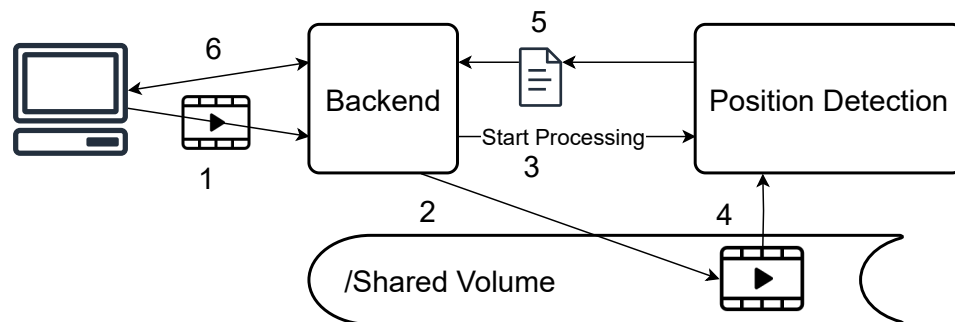 5
6
Backend
Position Detection
Start Processing
1
3
2
4
/Shared Volume